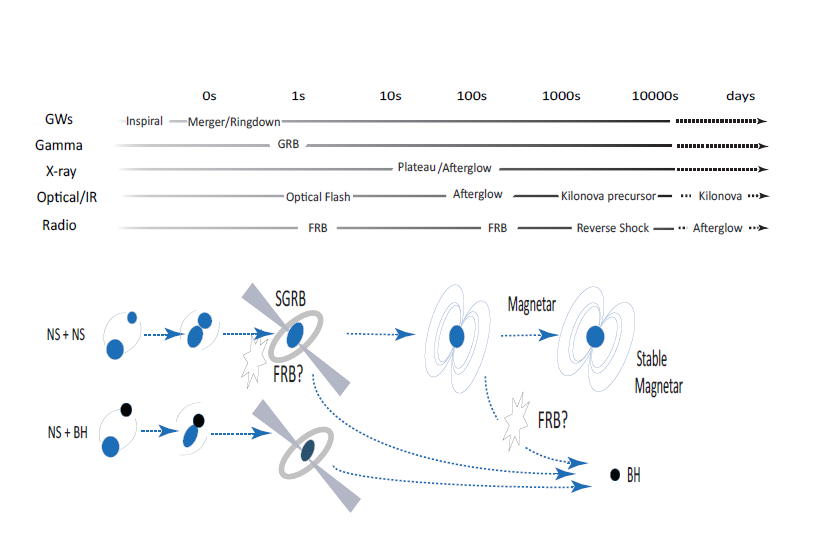 0s 1s 10s 100s 1000s 10000s days
GWs Inspiral Merger/Ringdown
Gamma GRB
X-ray Plateau/Afterglow
Optical/IR Optical Flash Afterglow Kilonova precursor Kilonova
Radio FRB FRB Reverse Shock Afterglow
SGRB
Magnetar
NS + NS
Stable
Magnetar
FRB?
FRB?
NS + BH
BH